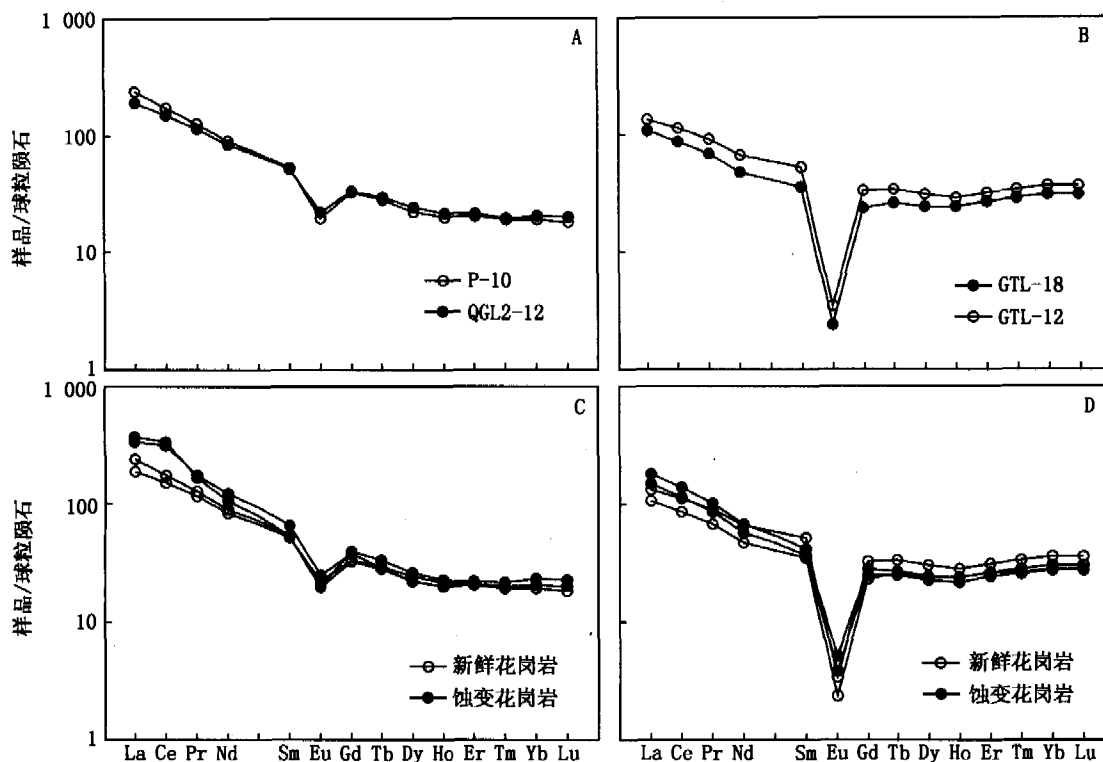 1 000
A
B
100
10
样品/球粒陨石
P-10
QGL2-12
GTL-18
GTL-12
1
1 000
C
D
100
10
样品/球粒陨石
新鲜花岗岩
蚀变花岗岩
新鲜花岗岩
蚀变花岗岩
1
La Ce Pr Nd Sm Eu Gd Tb Dy Ho Er Tm Yb Lu
La Ce Pr Nd Sm Eu Gd Tb Dy Ho Er Tm Yb Lu